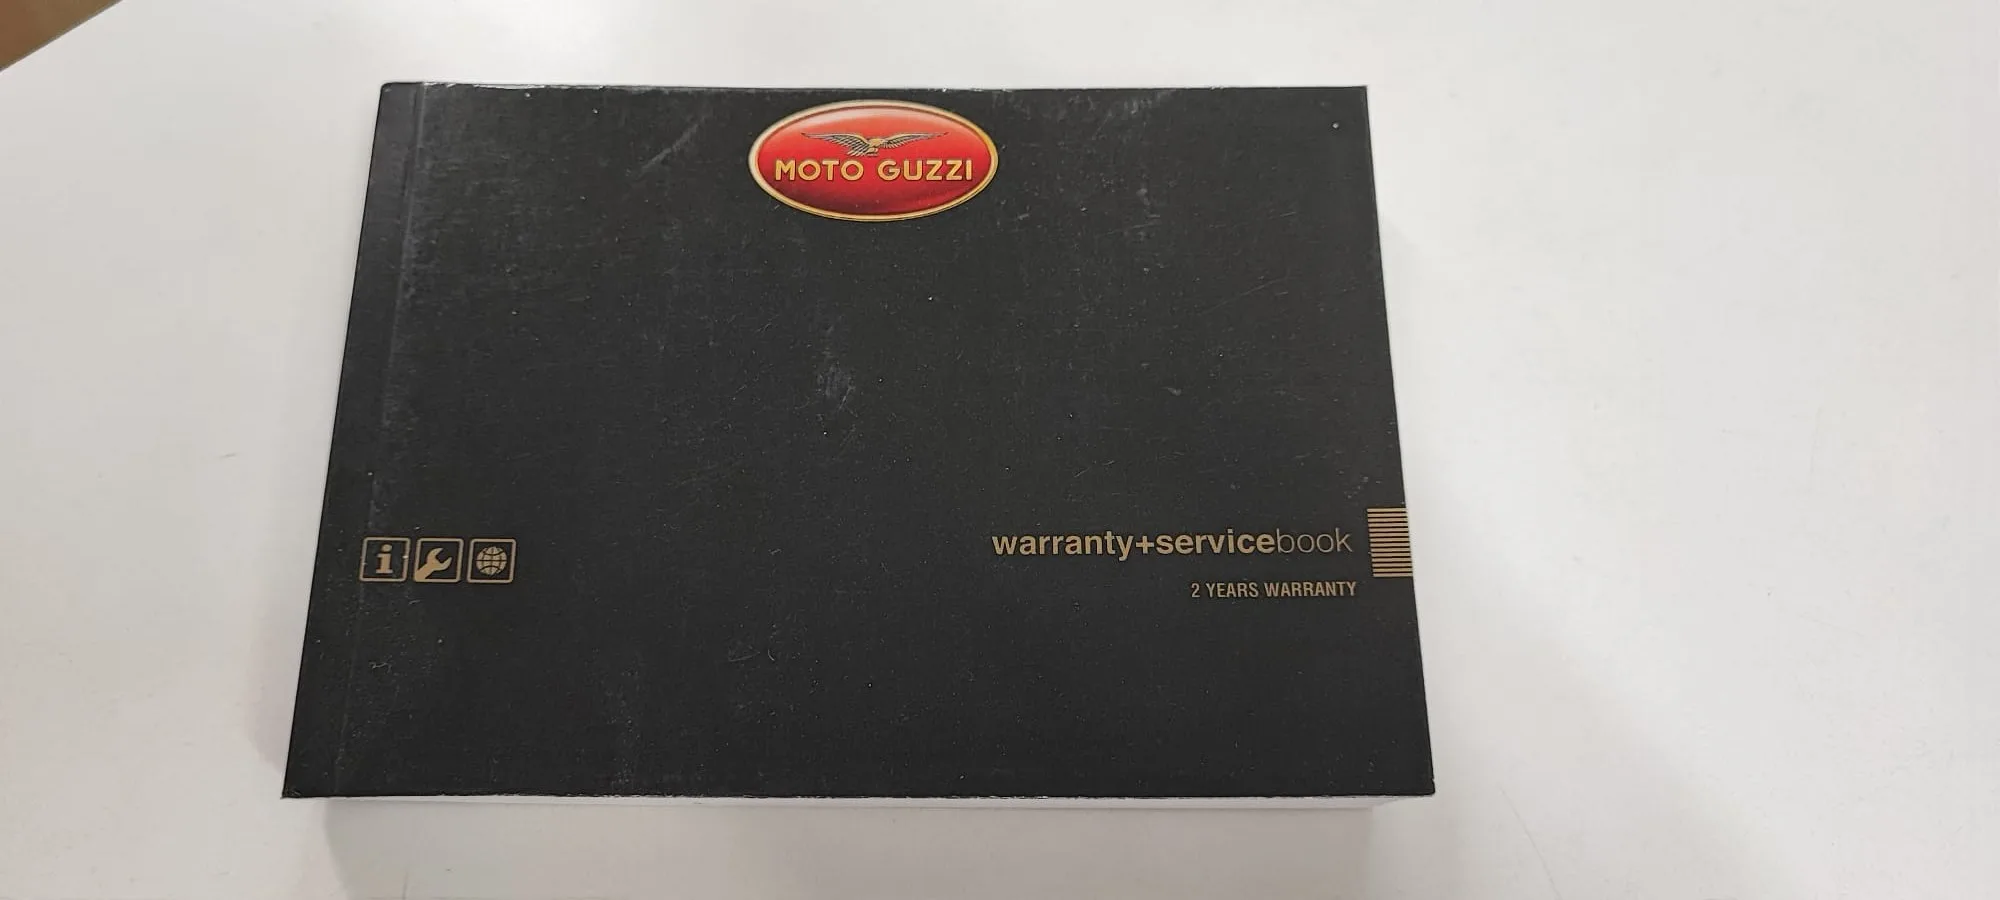 MOTO GUZZI
warranty+servicebook
2 YEARS WARRANTY